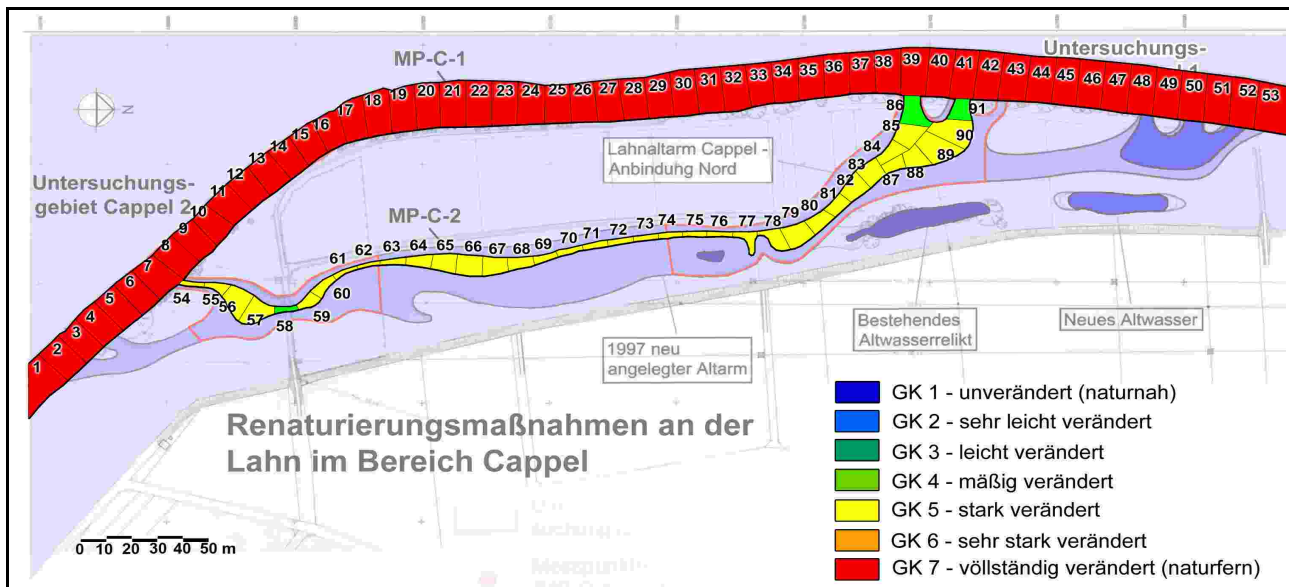 MP-C-1
Untersuchungs-
N
Untersuchungs-
gebiet Cappel 2
Lahnaltarm Cappel -
Anbindung Nord
MP-C-2
1 2 3 4 5 6 7 8 9 10 11 12 13 14 15 16 17 18 19 20 21 22 23 24 25 26 27 28 29 30 31 32 33 34 35 36 37 38 39 40 41 42 43 44 45 46 47 48 49 50 51 52 53
54 55 56 57 58 59 60 61 62 63 64 65 66 67 68 69 70 71 72 73 74 75 76 77 78 79 80 81 82 83 84 85 86 87 88 89 90 91
1997 neu
angelegter Altarm
Bestehendes
Altwasserrelikt
Neues Altwasser
Renaturierungsmaßnahmen an der
Lahn im Bereich Cappel
GK 1 - unverändert (naturnah)
GK 2 - sehr leicht verändert
GK 3 - leicht verändert
GK 4 - mäßig verändert
GK 5 - stark verändert
GK 6 - sehr stark verändert
GK 7 - völlständig verändert (naturfern)
0 10 20 30 40 50 m